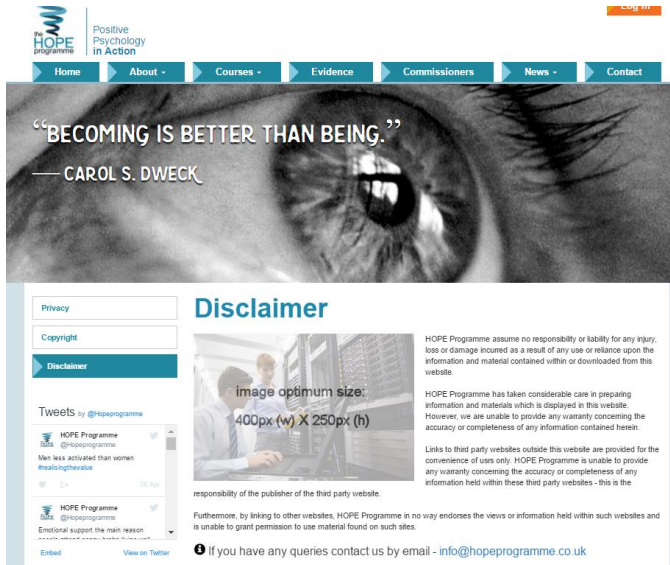 Log in
the
HOPE
programme
Positive
Psychology
in Action
Home
About
Courses
Evidence
Commissioners
News
Contact
“BECOMING IS BETTER THAN BEING.”
— CAROL S. DWECK
Privacy
Copyright
Disclaimer
Tweets by @Hopeprogramme
HOPE Programme
@Hopeprogramme
Men less activated than women
#realisingthevalue
28 Apr
HOPE Programme
@Hopeprogramme
Emotional support the main reason
Embed
View on Twitter
Disclaimer
image optimum size:
400px (w) X 250px (h)
HOPE Programme assume no responsibility or liability for any injury,
loss or damage incurred as a result of any use or reliance upon the
information and material contained within or downloaded from this
website.
HOPE Programme has taken considerable care in preparing
information and materials which is displayed in this website.
However, we are unable to provide any warranty concerning the
accuracy or completeness of any information contained herein.
Links to third party websites outside this website are provided for the
convenience of usrs only. HOPE Programme is unable to provide
any warranty concerning the accuracy or completeness of any
information held within these third party websites - this is the
responsibility of the publisher of the third party website.
Furthermore, by linking to other websites, HOPE Programme in no way endorses the views or information held within such websites and
is unable to grant permission to use material found on such sites.
If you have any queries contact us by email - info@hopeprogramme.co.uk